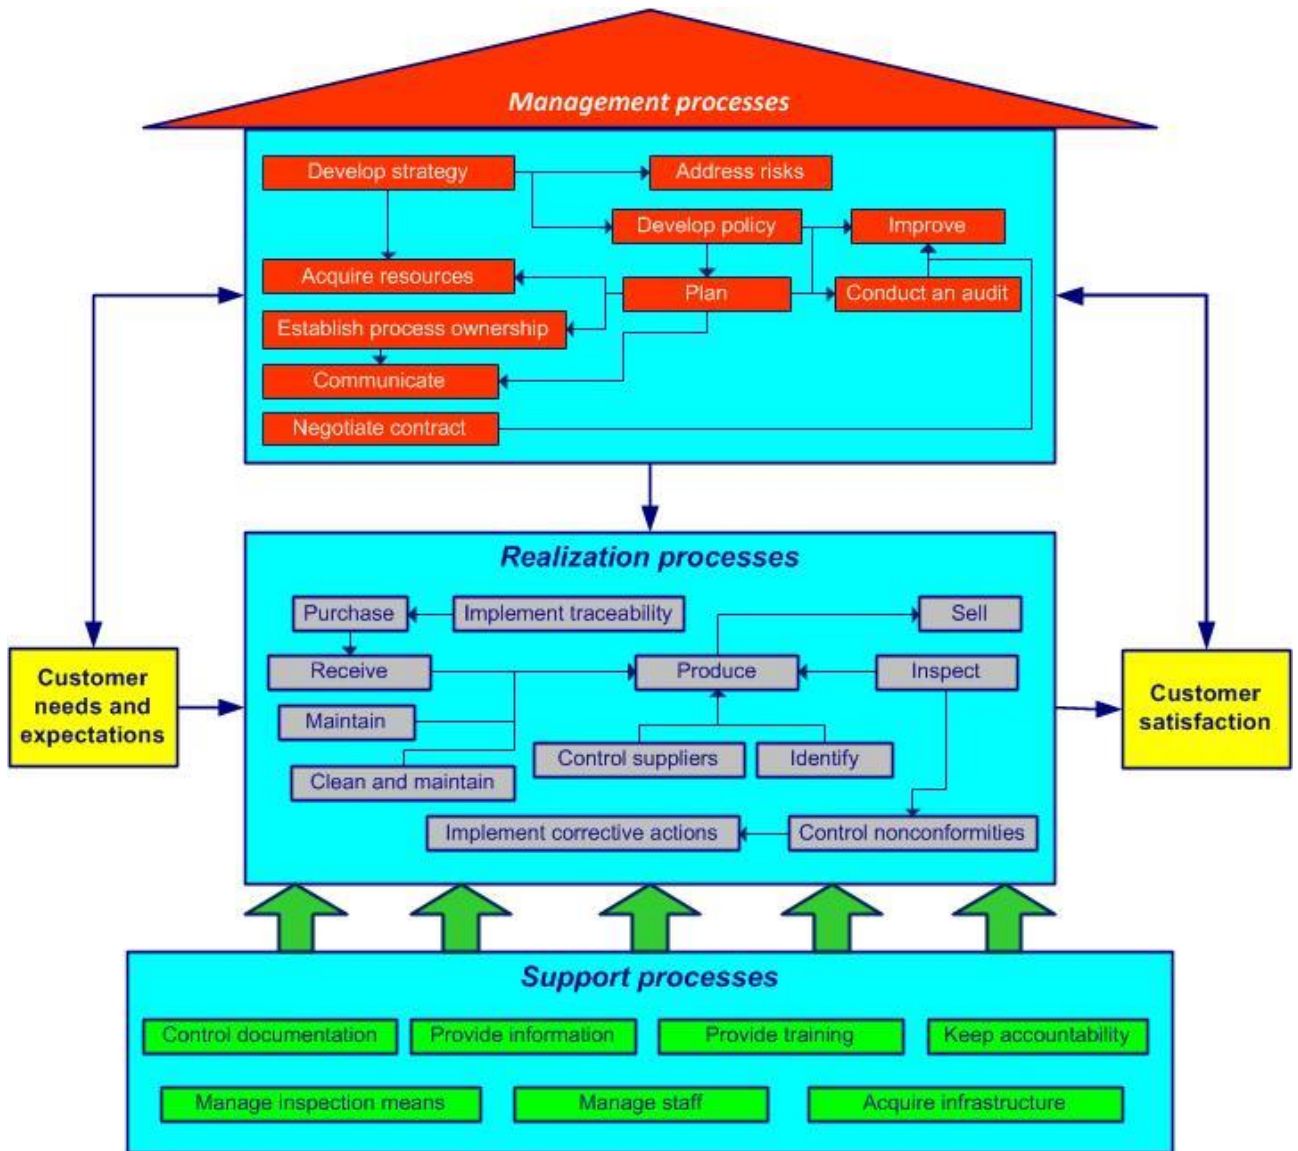 Management processes
Develop strategy
Address risks
Develop policy
Improve
Acquire resources
Plan
Conduct an audit
Establish process ownership
Communicate
Negotiate contract
Realization processes
Purchase
Implement traceability
Sell
Receive
Produce
Inspect
Maintain
Control suppliers
Identify
Clean and maintain
Implement corrective actions
Control nonconformities
Customer
needs and
expectations
Customer
satisfaction
Support processes
Control documentation
Provide information
Provide training
Keep accountability
Manage inspection means
Manage staff
Acquire infrastructure